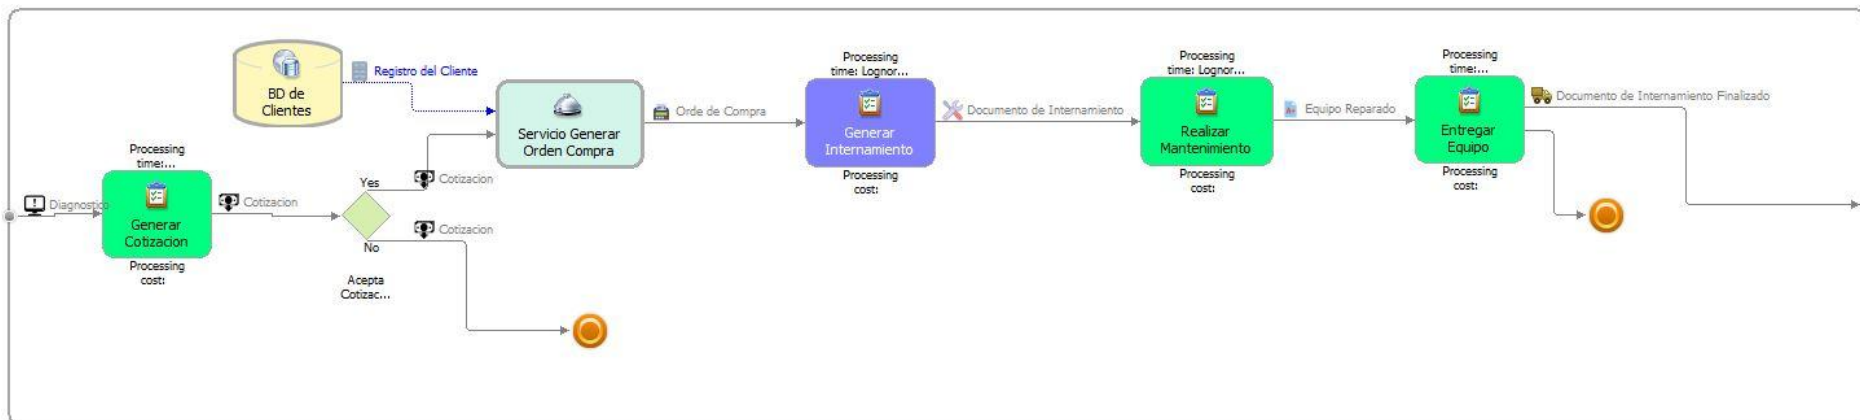 Diagnostico
Processing
time:...
Generar
Cotizacion
Processing
cost:
Cotizacion
Yes
No
Acepta
Cotizac...
Cotizacion
Cotizacion
BD de
Clientes
Registro del Cliente
Servicio Generar
Orden Compra
Orde de Compra
Processing
time: Lognor...
Generar
Internamiento
Processing
cost:
Documento de Internamiento
Processing
time: Lognor...
Realizar
Mantenimiento
Processing
cost:
Equipo Reparado
Processing
time:...
Entregar
Equipo
Processing
cost:
Documento de Internamiento Finalizado